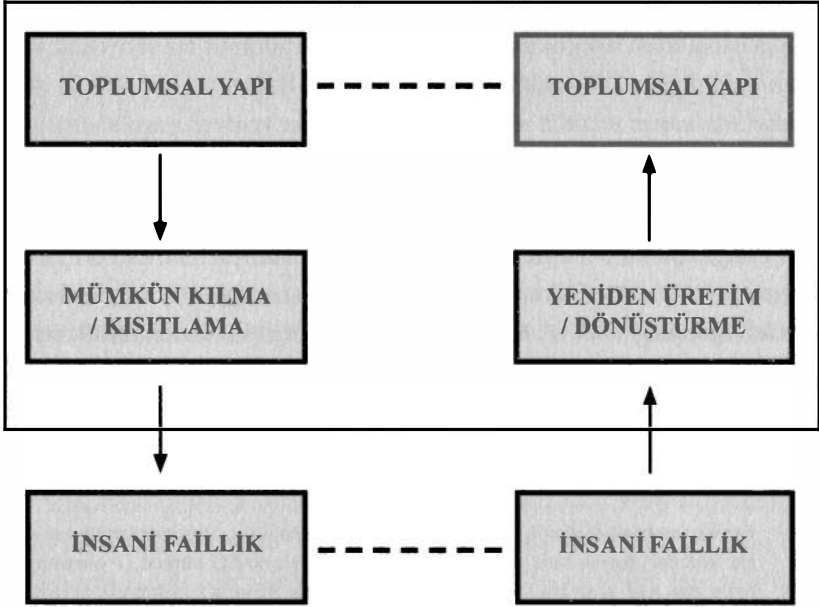 TOPLUMSAL YAPI
TOPLUMSAL YAPI
MÜMKÜN KILMA
/ KISITLAMA
YENİDEN ÜRETİM
/ DÖNÜŞTÜRME
İNSANİ FAİLLİK
İNSANİ FAİLLİK